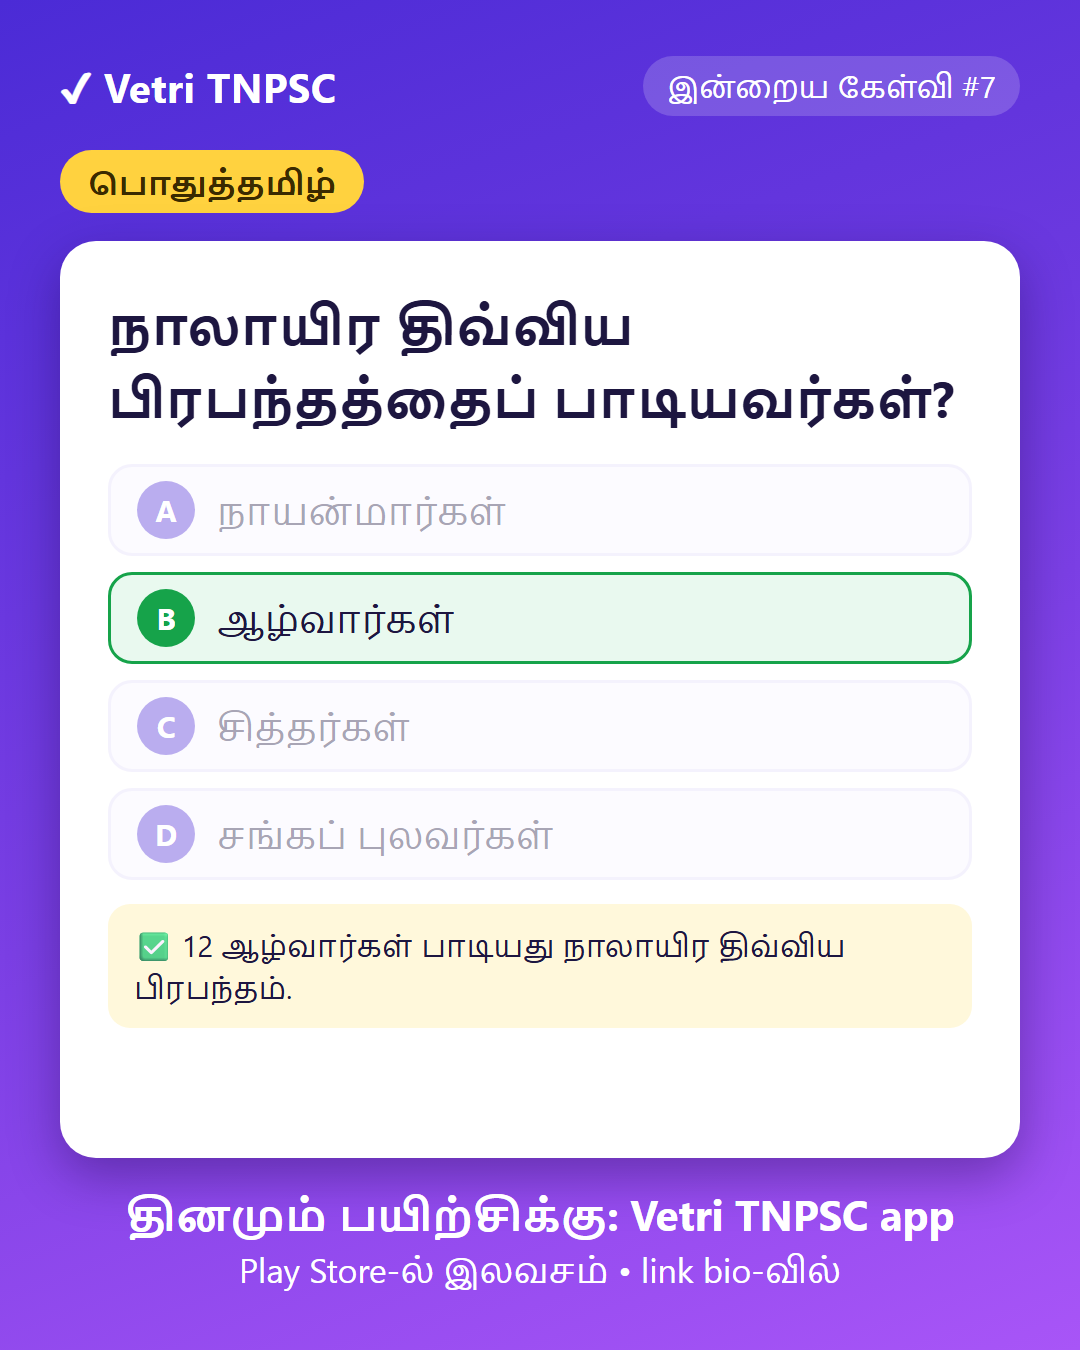 ✓ Vetri TNPSC
இன்றைய கேள்வி #7
பொதுத்தமிழ்
நாலாயிர திவ்விய
பிரபந்தத்தைப் பாடியவர்கள்?
A நாயன்மார்கள்
B ஆழ்வார்கள்
C சித்தர்கள்
D சங்கப் புலவர்கள்
✅ 12 ஆழ்வார்கள் பாடியது நாலாயிர திவ்விய
பிரபந்தம்.
தினமும் பயிற்சிக்கு: Vetri TNPSC app
Play Store-ல் இலவசம் • link bio-வில்